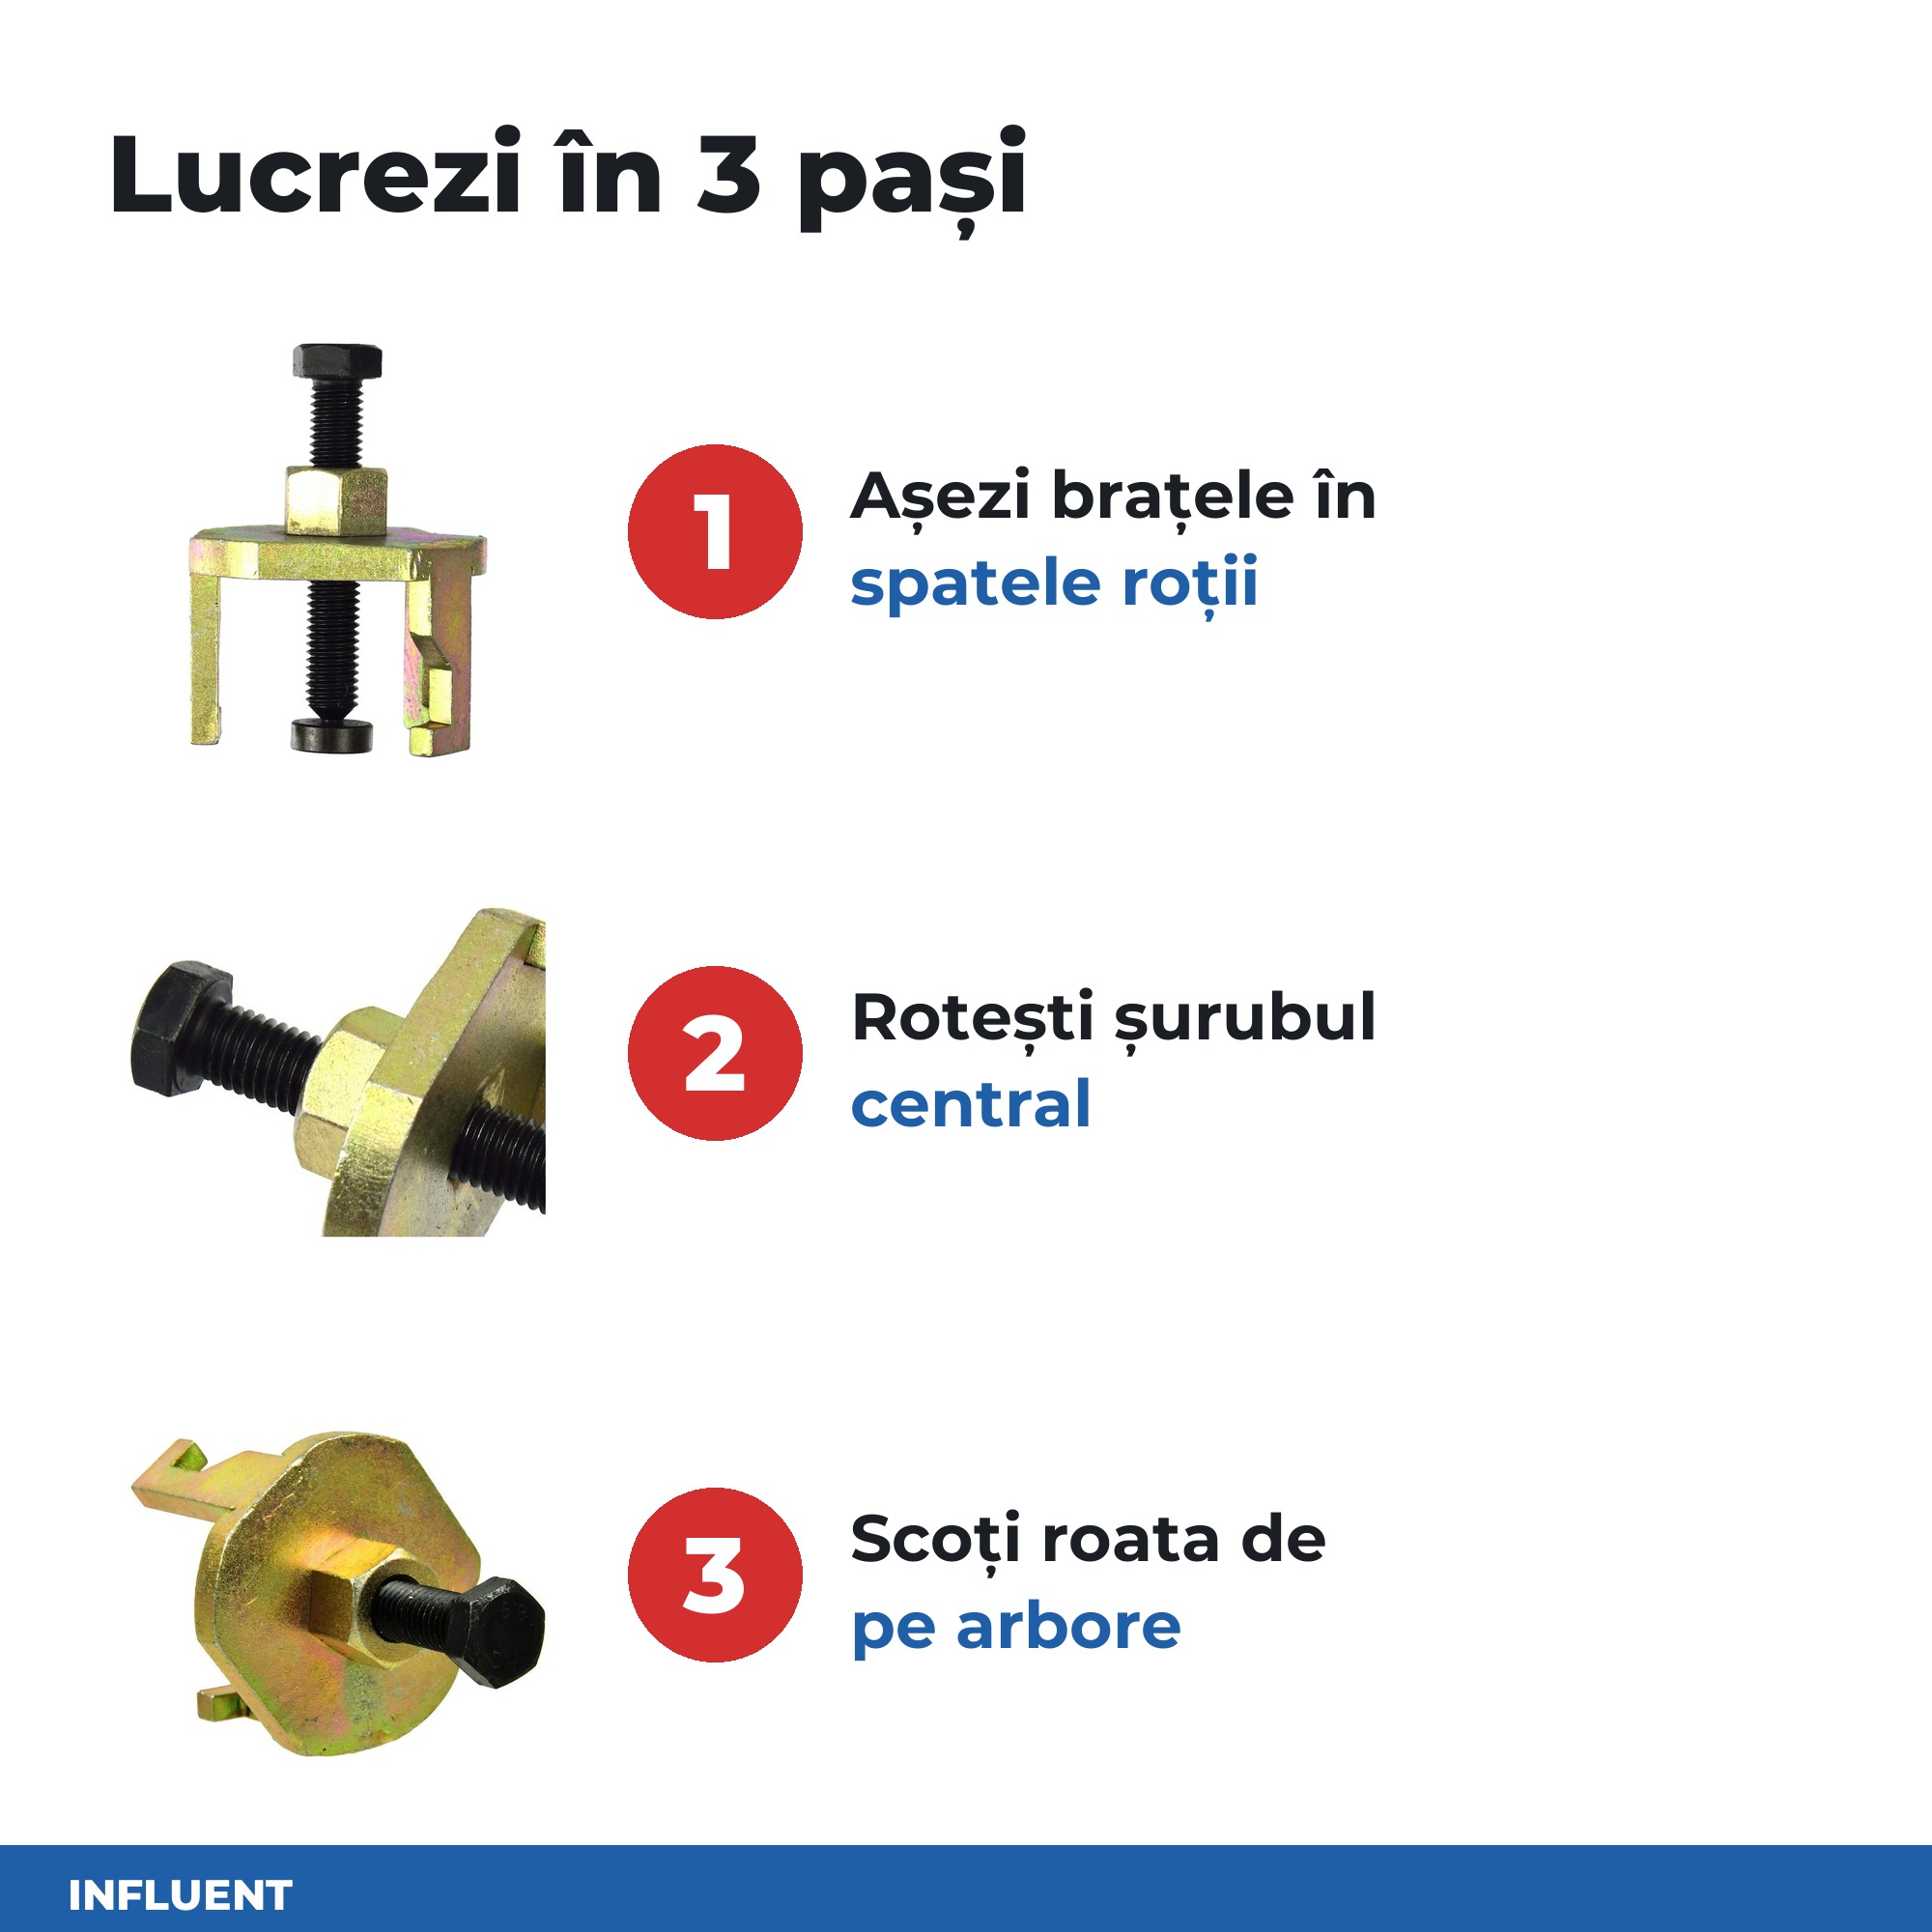 Lucrezi în 3 pași
1
Așezi brațele în
spatele roții
2
Rotești șurubul
central
3
Scoți roata de
pe arbore
INFLUENT